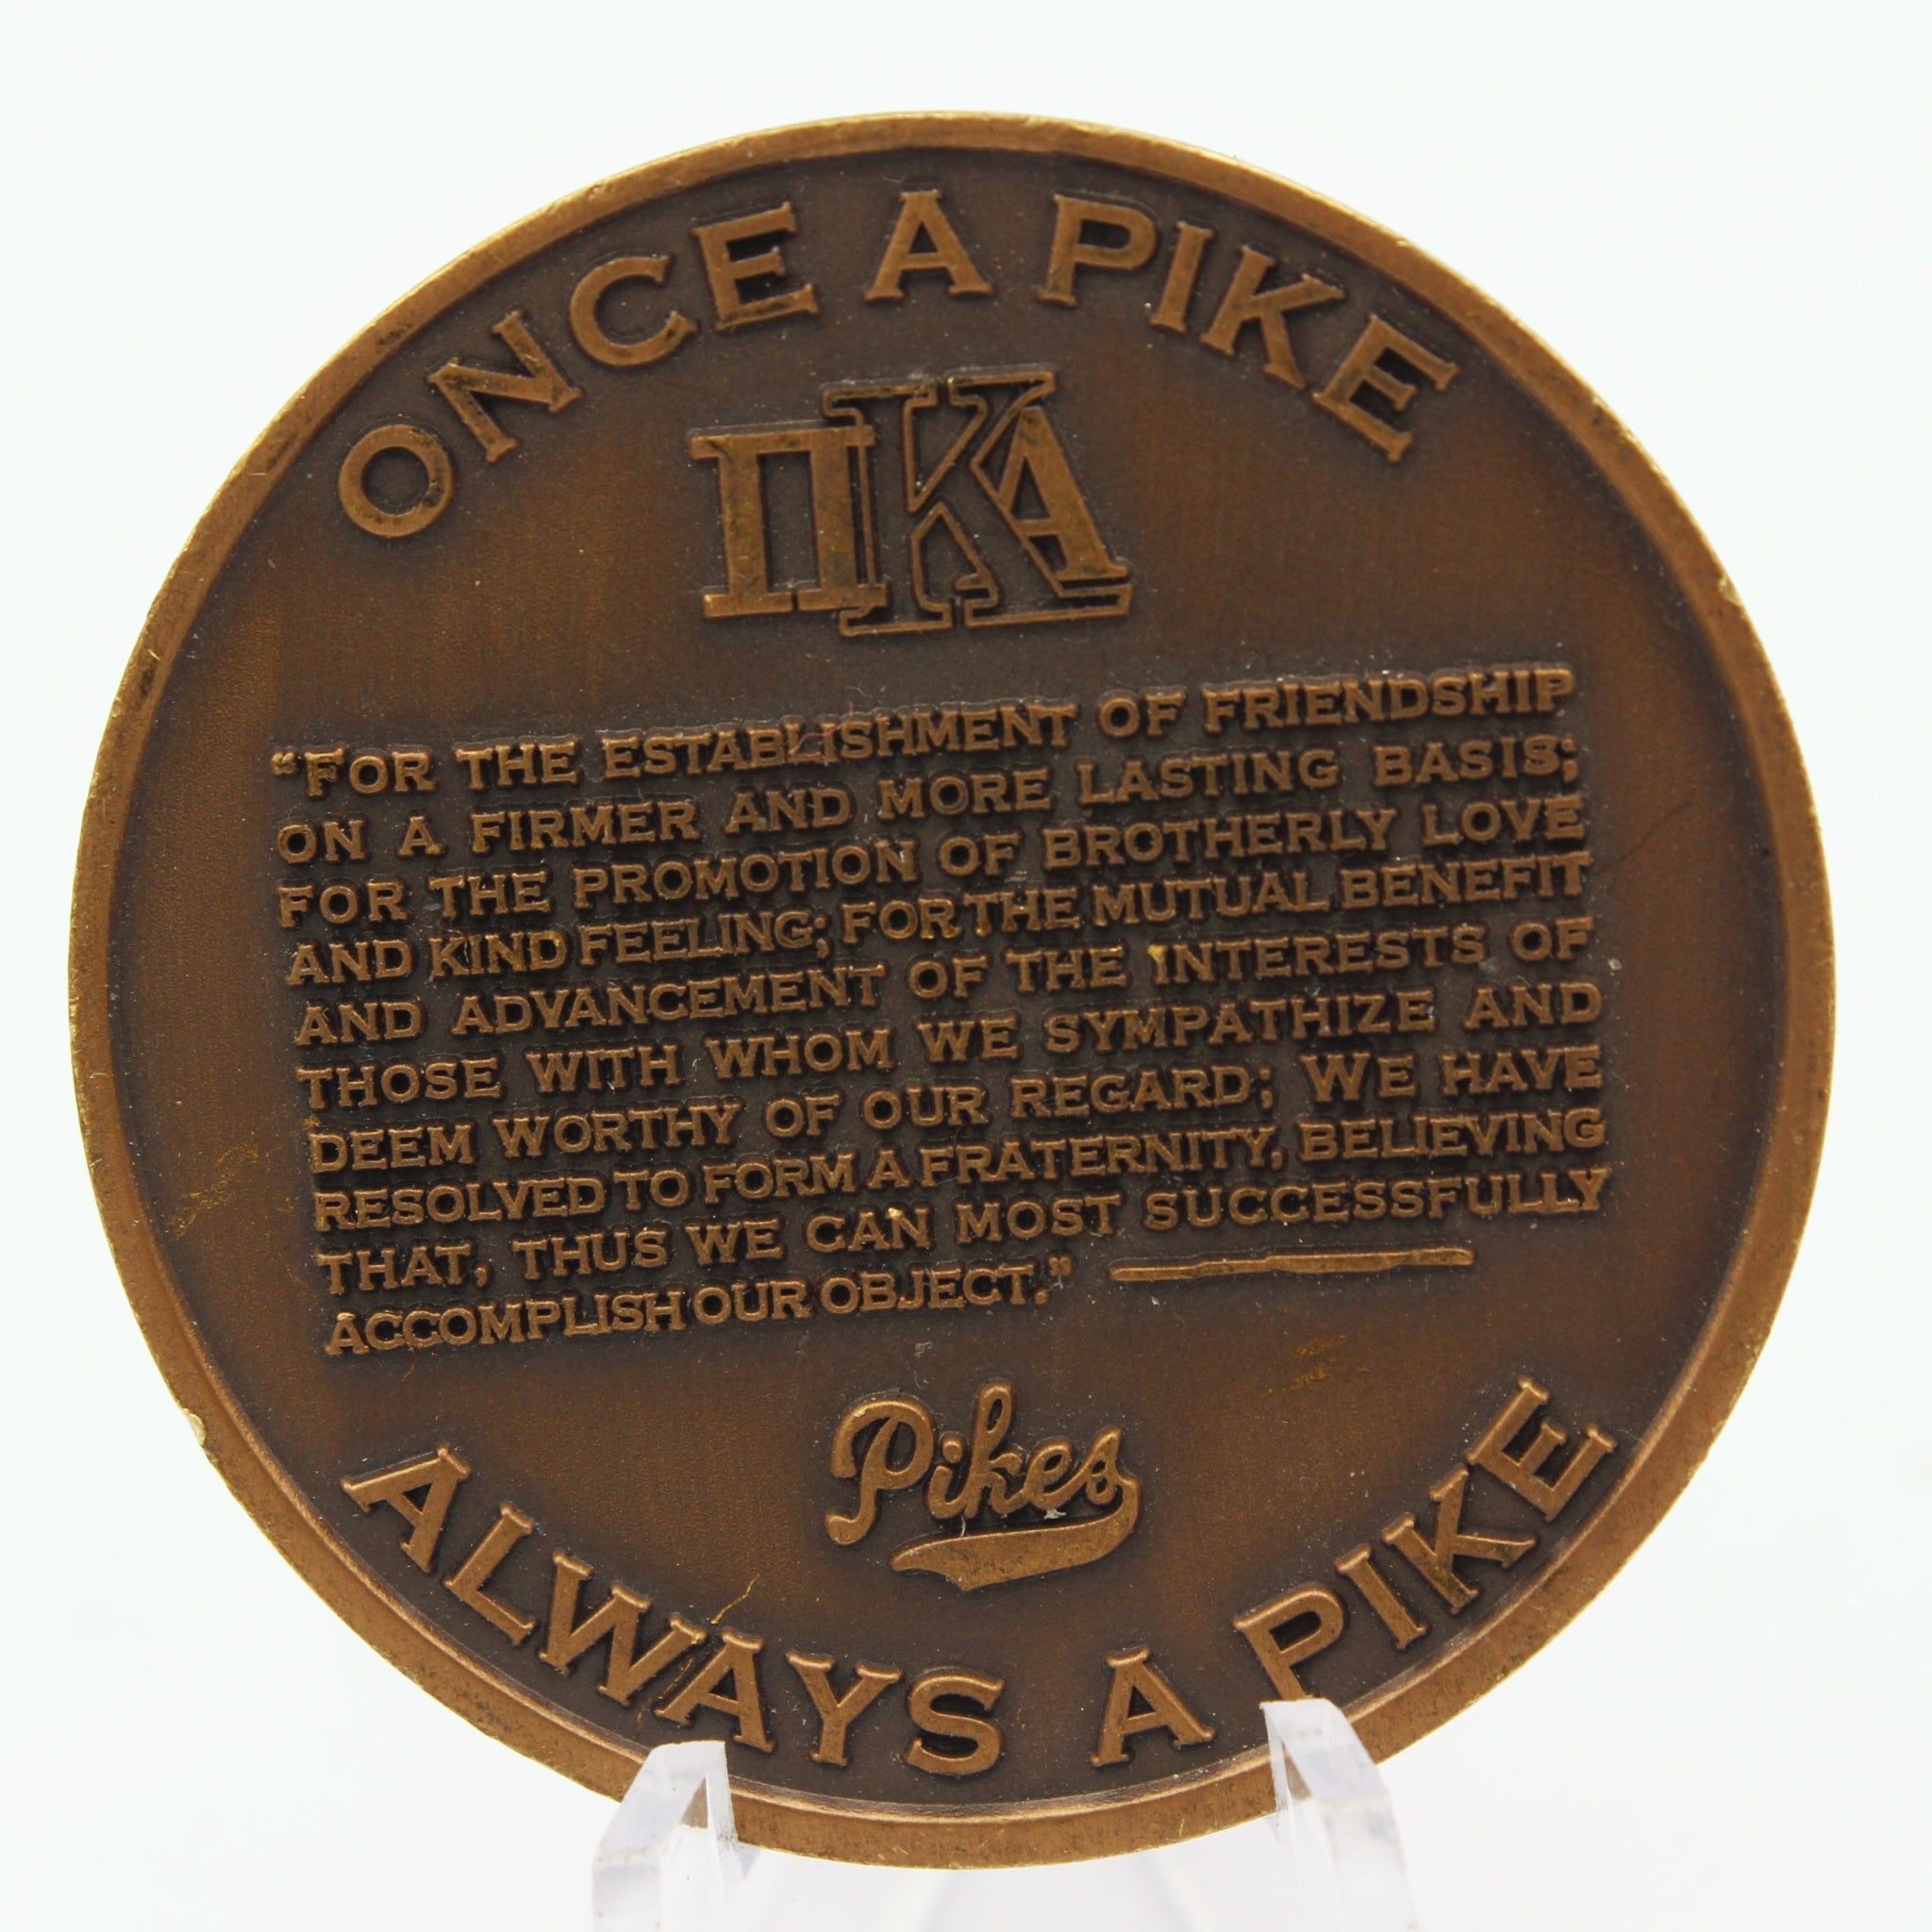 ONCE A PIKE
ΠΚΑ
“FOR THE ESTABLISHMENT OF FRIENDSHIP
ON A FIRMER AND MORE LASTING BASIS;
FOR THE PROMOTION OF BROTHERLY LOVE
AND KIND FEELING; FOR THE MUTUAL BENEFIT
AND ADVANCEMENT OF THE INTERESTS OF
THOSE WITH WHOM WE SYMPATHIZE AND
DEEM WORTHY OF OUR REGARD; WE HAVE
RESOLVED TO FORM A FRATERNITY, BELIEVING
THAT, THUS WE CAN MOST SUCCESSFULLY
ACCOMPLISH OUR OBJECT.”
Pikes
ALWAYS A PIKE